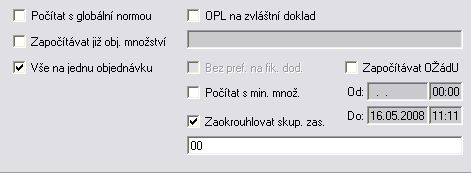 Počítat s globální normou
OPL na zvláštní doklad
Započítávat již obj. množství
Vše na jednu objednávku
Bez pref. na fik. dod.
Započítávat OŽádU
Počítat s min. množ.
Od: . . 00:00
Zaokrouhlovat skup. zas.
Do: 16.05.2008 11:11
00